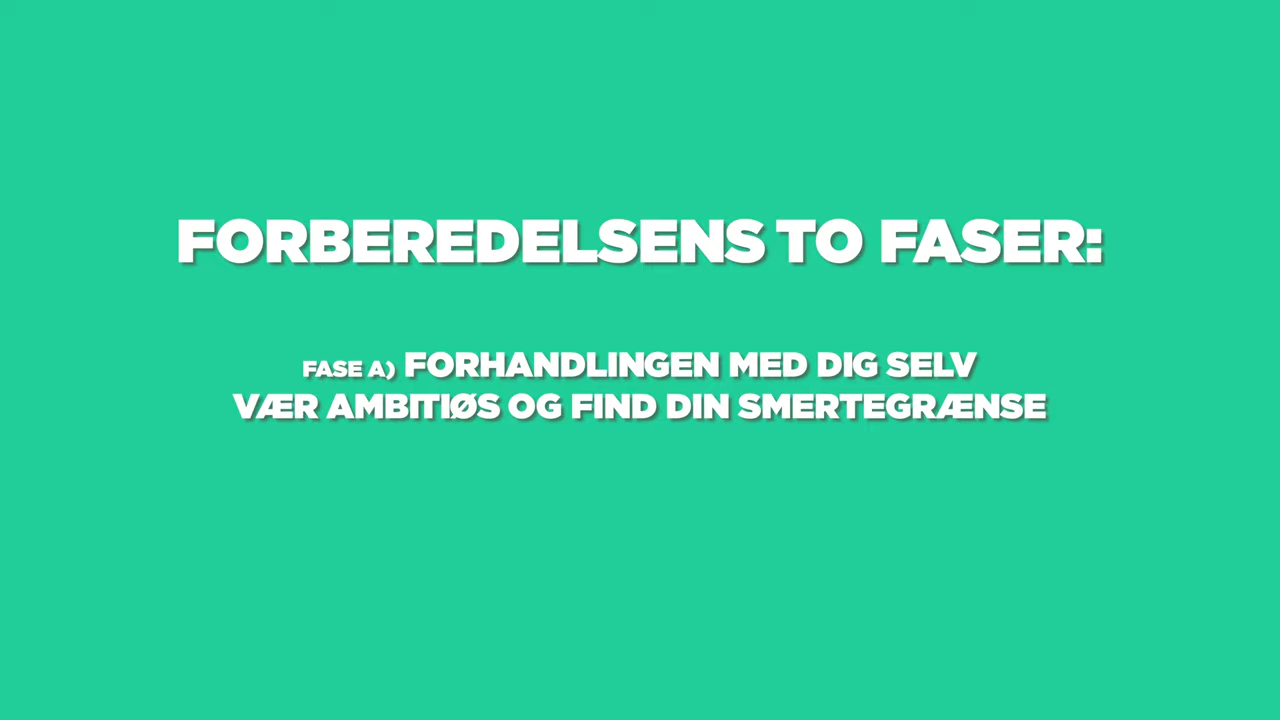 FORBEREDELSENS TO FASER:
FASE A) FORHANDLINGEN MED DIG SELV
VÆR AMBITIØS OG FIND DIN SMERTEGRÆNSE